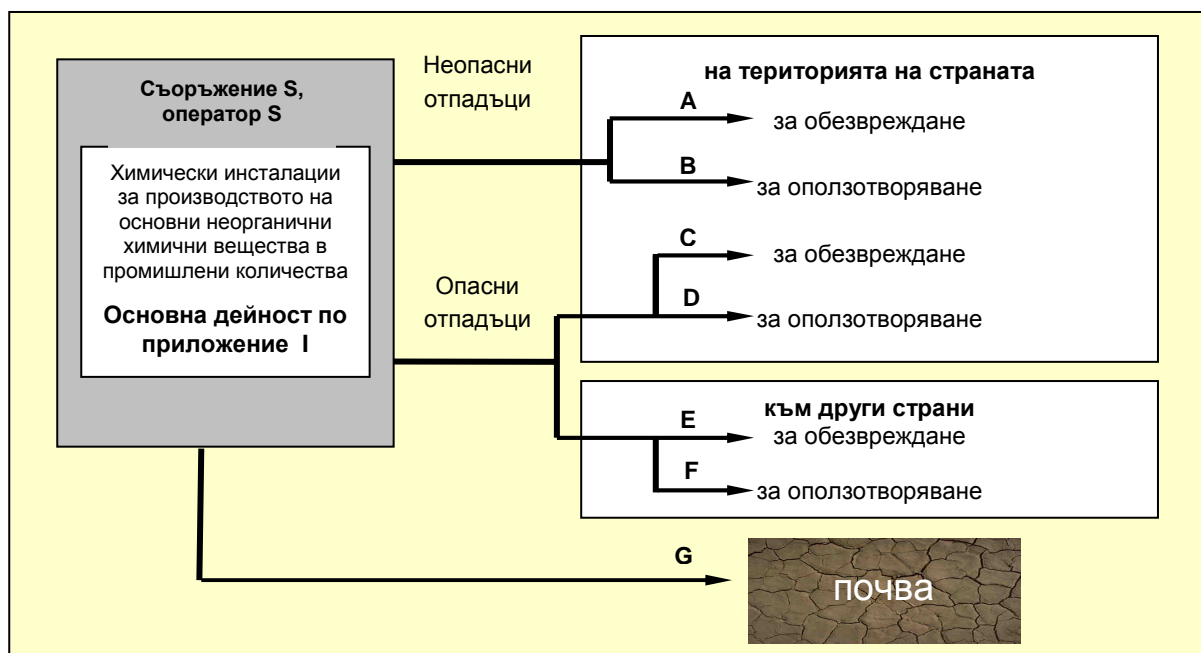 Съоръжение S,
оператор S
Химически инсталации
за производството на
основни неорганични
химични вещества в
промишлени количества
Основна дейност по
приложение I
Неопасни
отпадъци
Опасни
отпадъци
на територията на страната
A
за обезвреждане
B
за оползотворяване
C
за обезвреждане
D
за оползотворяване
към други страни
E
за обезвреждане
F
за оползотворяване
G
почва